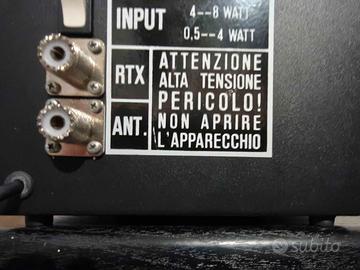 INPUT
4--8 WATT
0,5--4 WATT
RTX
ANT.
ATTENZIONE
ALTA TENSIONE
PERICOLO!
NON APRIRE
L'APPARECCHIO
subito